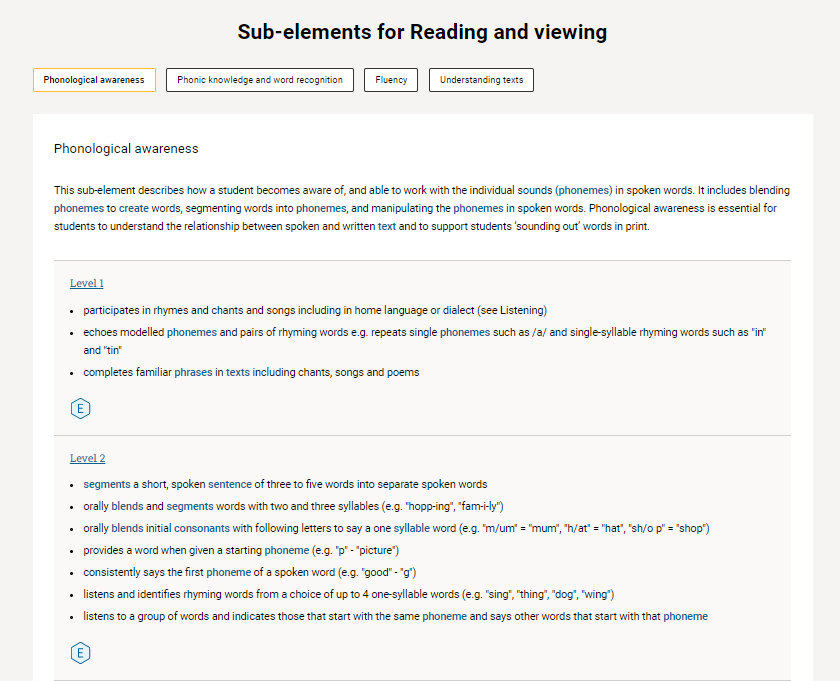 Sub-elements for Reading and viewing
Phonological awareness
Phonic knowledge and word recognition
Fluency
Understanding texts
Phonological awareness
This sub-element describes how a student becomes aware of, and able to work with the individual sounds (phonemes) in spoken words. It includes blending
phonemes to create words, segmenting words into phonemes, and manipulating the phonemes in spoken words. Phonological awareness is essential for
students to understand the relationship between spoken and written text and to support students ‘sounding out’ words in print.
Level 1
• participates in rhymes and chants and songs including in home language or dialect (see Listening)
• echoes modelled phonemes and pairs of rhyming words e.g. repeats single phonemes such as /a/ and single-syllable rhyming words such as "in"
and "tin"
• completes familiar phrases in texts including chants, songs and poems
E
Level 2
• segments a short, spoken sentence of three to five words into separate spoken words
• orally blends and segments words with two and three syllables (e.g. "hopp-ing", "fam-i-ly")
• orally blends initial consonants with following letters to say a one syllable word (e.g. "m/um" = "mum", "h/at" = "hat", "sh/o p" = "shop")
• provides a word when given a starting phoneme (e.g. "p" - "picture")
• consistently says the first phoneme of a spoken word (e.g. "good" - "g")
• listens and identifies rhyming words from a choice of up to 4 one-syllable words (e.g. "sing", "thing", "dog", "wing")
• listens to a group of words and indicates those that start with the same phoneme and says other words that start with that phoneme
E